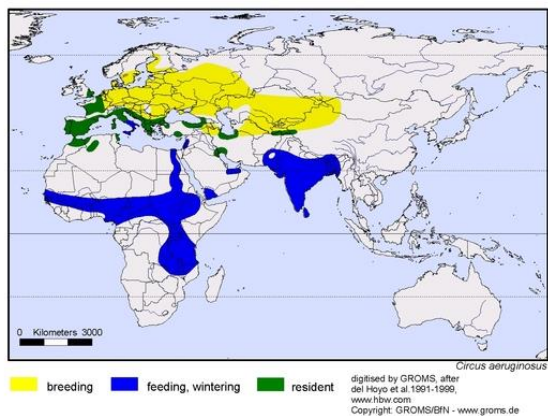 0 Kilometers 3000
Circus aeruginosus
breeding
feeding, wintering
resident
digitised by GROMS, after
del Hoyo et al.1991-1999,
www.hbw.com
Copyright: GROMS/BfN - www.groms.de